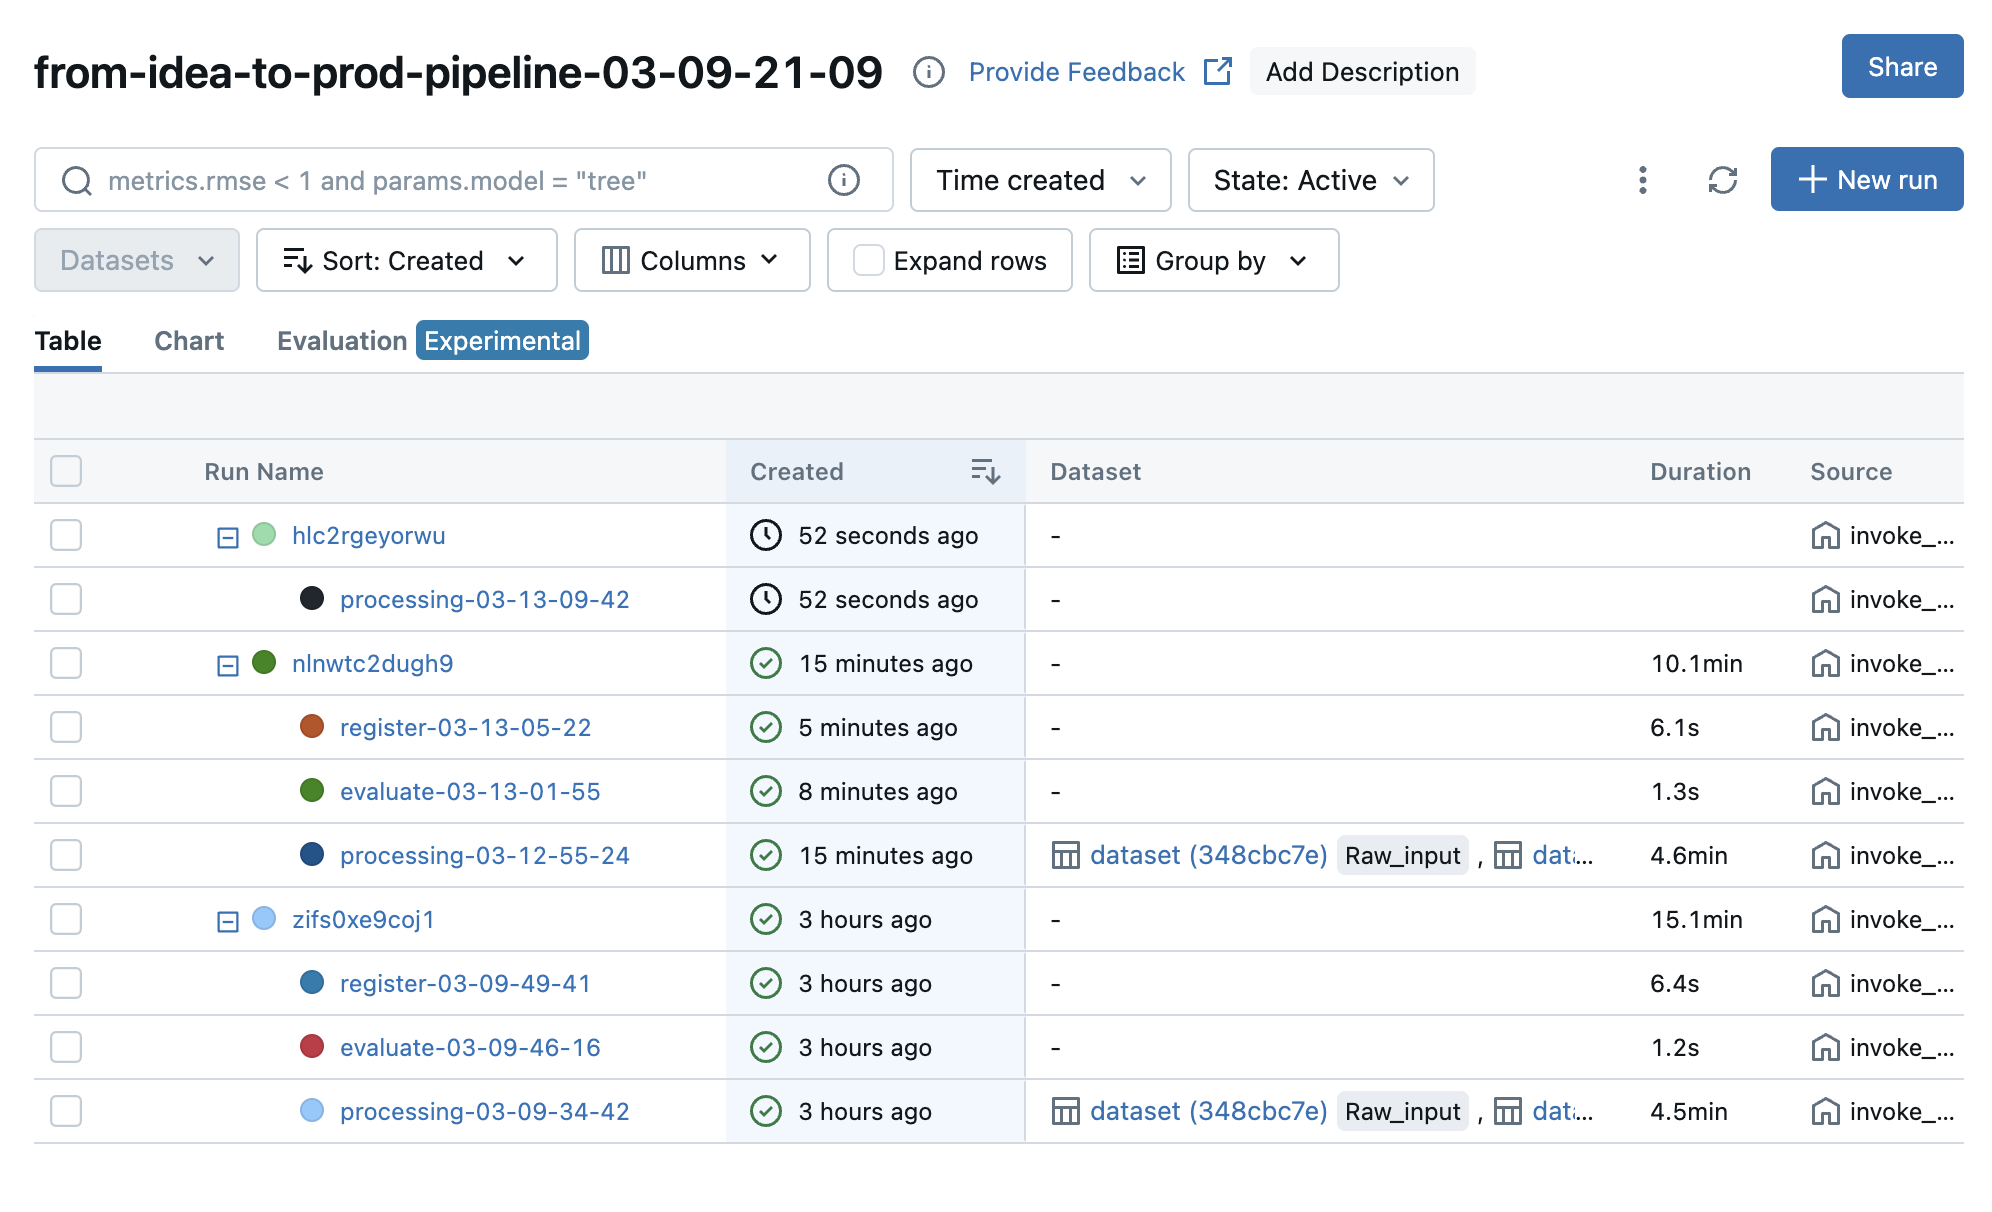 from-idea-to-prod-pipeline-03-09-21-09 Provide Feedback Add Description Share
metrics.rmse < 1 and params.model = "tree" Time created State: Active New run
Datasets Sort: Created Columns Expand rows Group by
Table Chart Evaluation Experimental
Run Name Created Dataset Duration Source
hlc2rgeyorwu 52 seconds ago - invoke_...
processing-03-13-09-42 52 seconds ago - invoke_...
nlnwtc2dugh9 15 minutes ago - 10.1min invoke_...
register-03-13-05-22 5 minutes ago - 6.1s invoke_...
evaluate-03-13-01-55 8 minutes ago - 1.3s invoke_...
processing-03-12-55-24 15 minutes ago dataset (348cbc7e) Raw_input , dat... 4.6min invoke_...
zifs0xe9coj1 3 hours ago - 15.1min invoke_...
register-03-09-49-41 3 hours ago - 6.4s invoke_...
evaluate-03-09-46-16 3 hours ago - 1.2s invoke_...
processing-03-09-34-42 3 hours ago dataset (348cbc7e) Raw_input , dat... 4.5min invoke_...